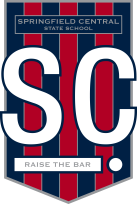 SPRINGFIELD CENTRAL
STATE SCHOOL
SC
RAISE THE BAR